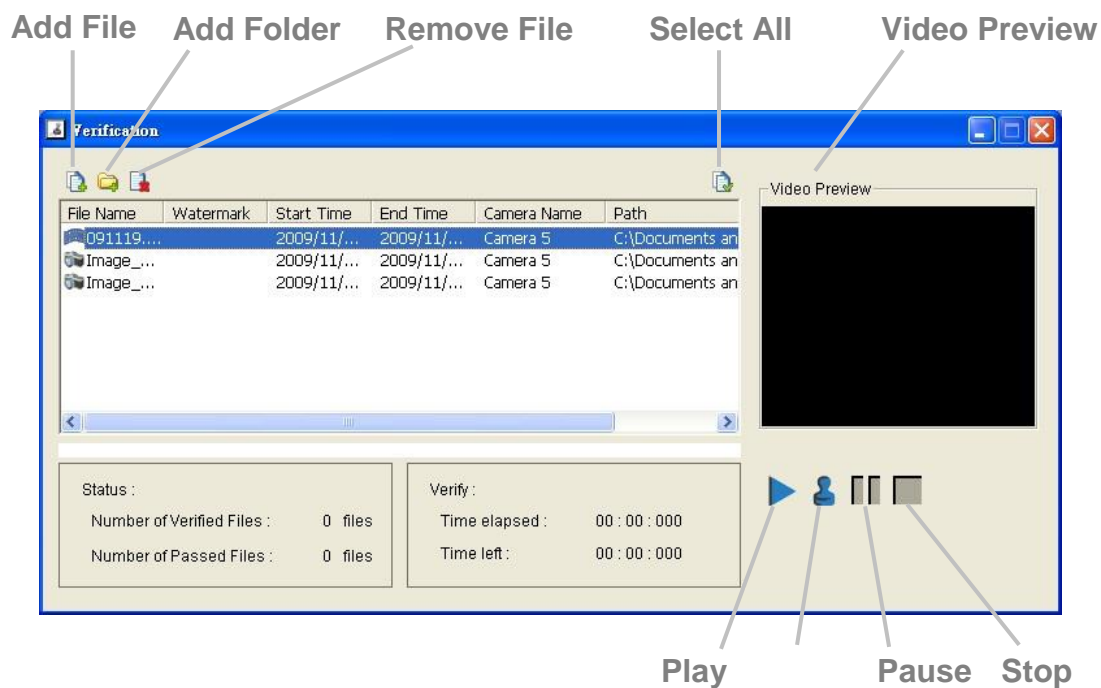 Add File Add Folder Remove File Select All Video Preview
Verification
Video Preview
File Name Watermark Start Time End Time Camera Name Path
091119.... 2009/11/... 2009/11/... Camera 5 C:\Documents an
Image_... 2009/11/... 2009/11/... Camera 5 C:\Documents an
Image_... 2009/11/... 2009/11/... Camera 5 C:\Documents an
Status :
Number of Verified Files : 0 files
Number of Passed Files : 0 files
Verify :
Time elapsed : 00 : 00 : 000
Time left : 00 : 00 : 000
Play Pause Stop